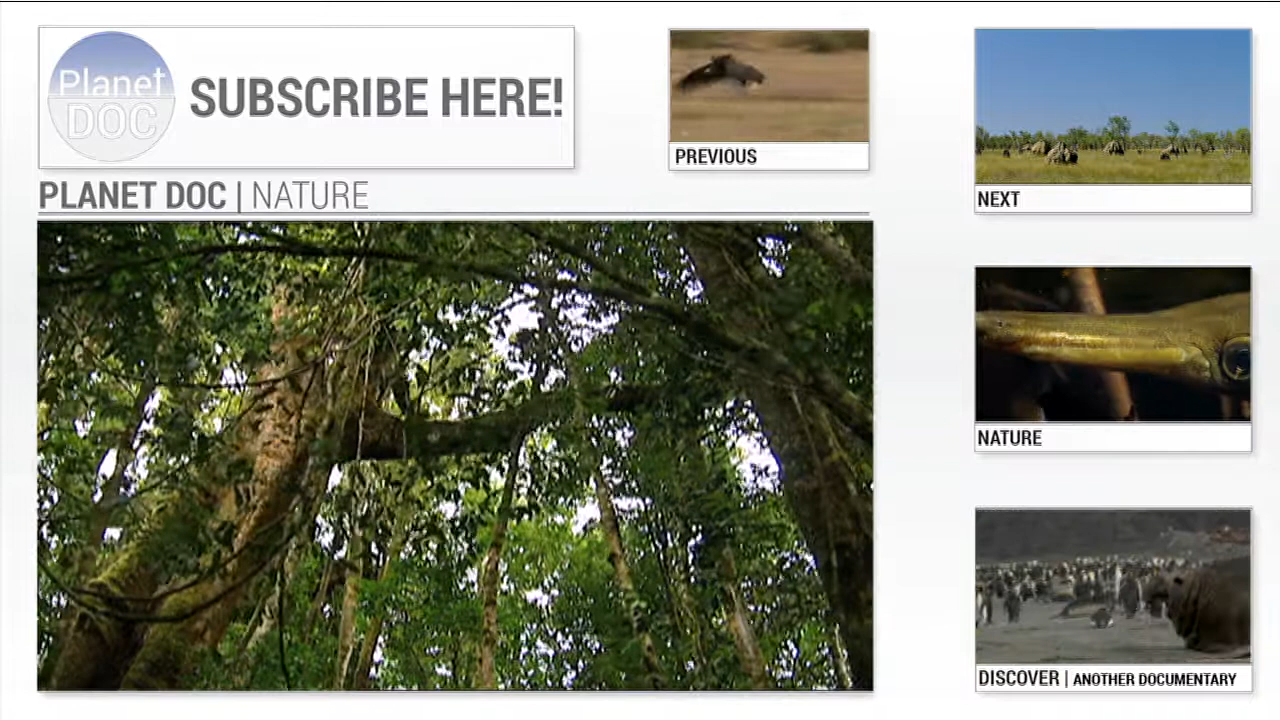 Planet
DOC
SUBSCRIBE HERE!
PREVIOUS
PLANET DOC | NATURE
NEXT
NATURE
DISCOVER | ANOTHER DOCUMENTARY